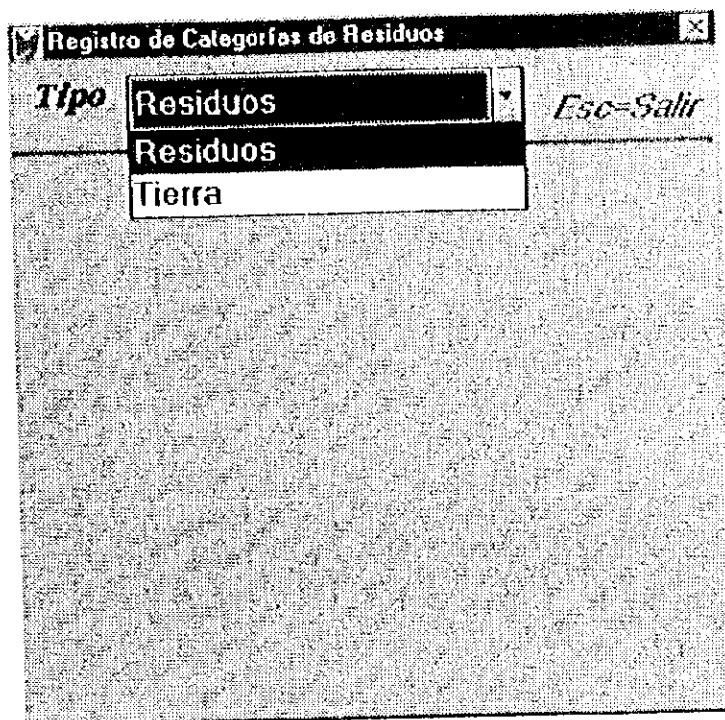 Registro de Categorías de Residuos
Tipo Residuos Esc=Salir
Residuos
Tierra